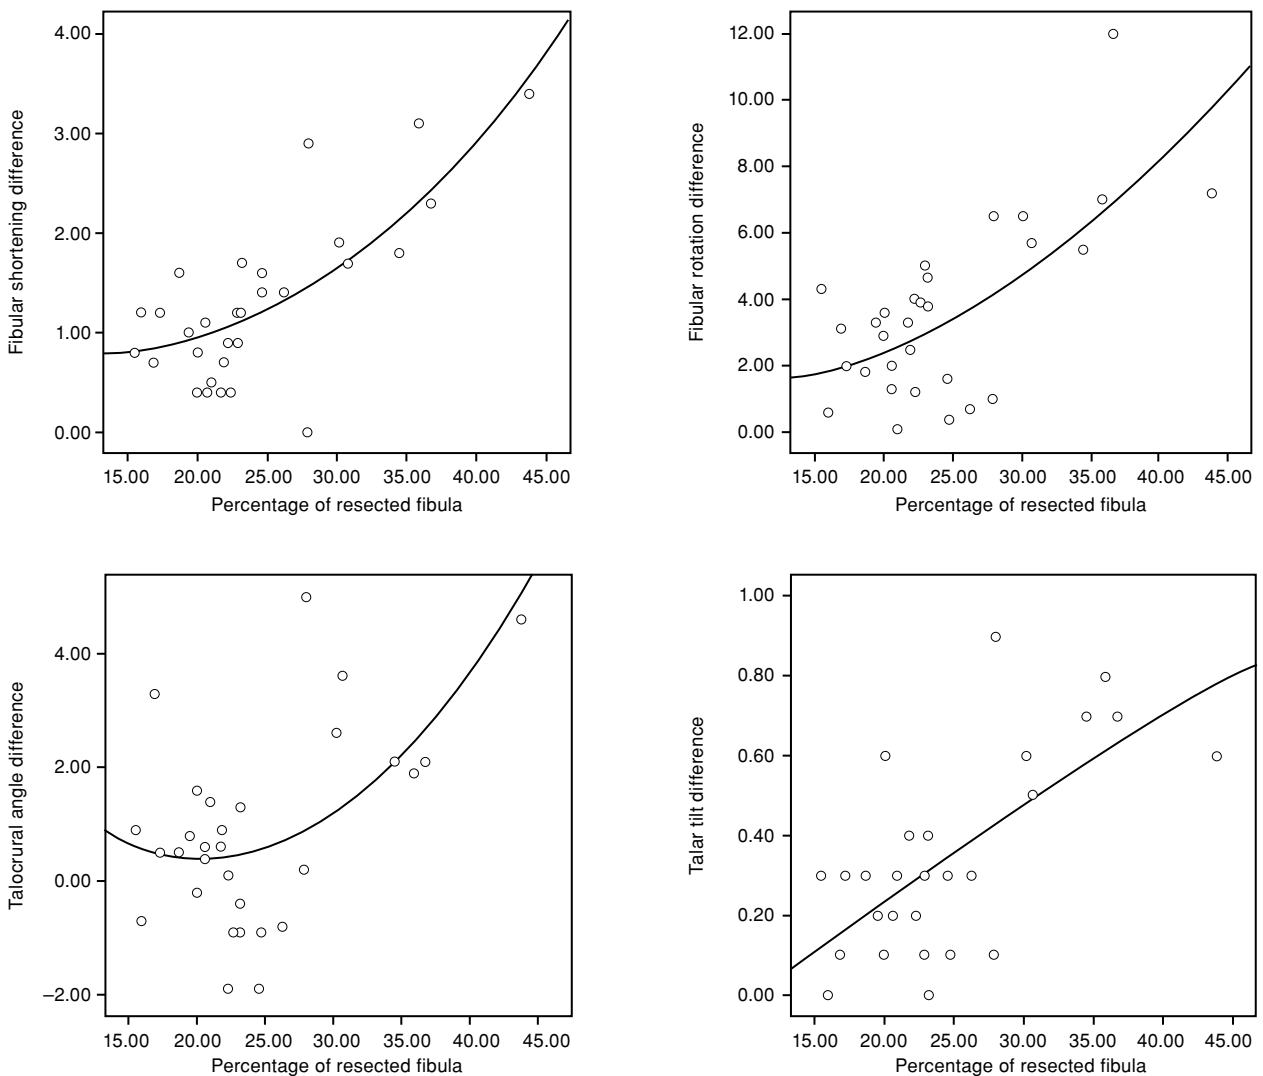 Fibular shortening difference
4.00
3.00
2.00
1.00
0.00
15.00 20.00 25.00 30.00 35.00 40.00 45.00
Percentage of resected fibula
Fibular rotation difference
12.00
10.00
8.00
6.00
4.00
2.00
0.00
15.00 20.00 25.00 30.00 35.00 40.00 45.00
Percentage of resected fibula
Talocrural angle difference
4.00
2.00
0.00
–2.00
15.00 20.00 25.00 30.00 35.00 40.00 45.00
Percentage of resected fibula
Talar tilt difference
1.00
0.80
0.60
0.40
0.20
0.00
15.00 20.00 25.00 30.00 35.00 40.00 45.00
Percentage of resected fibula